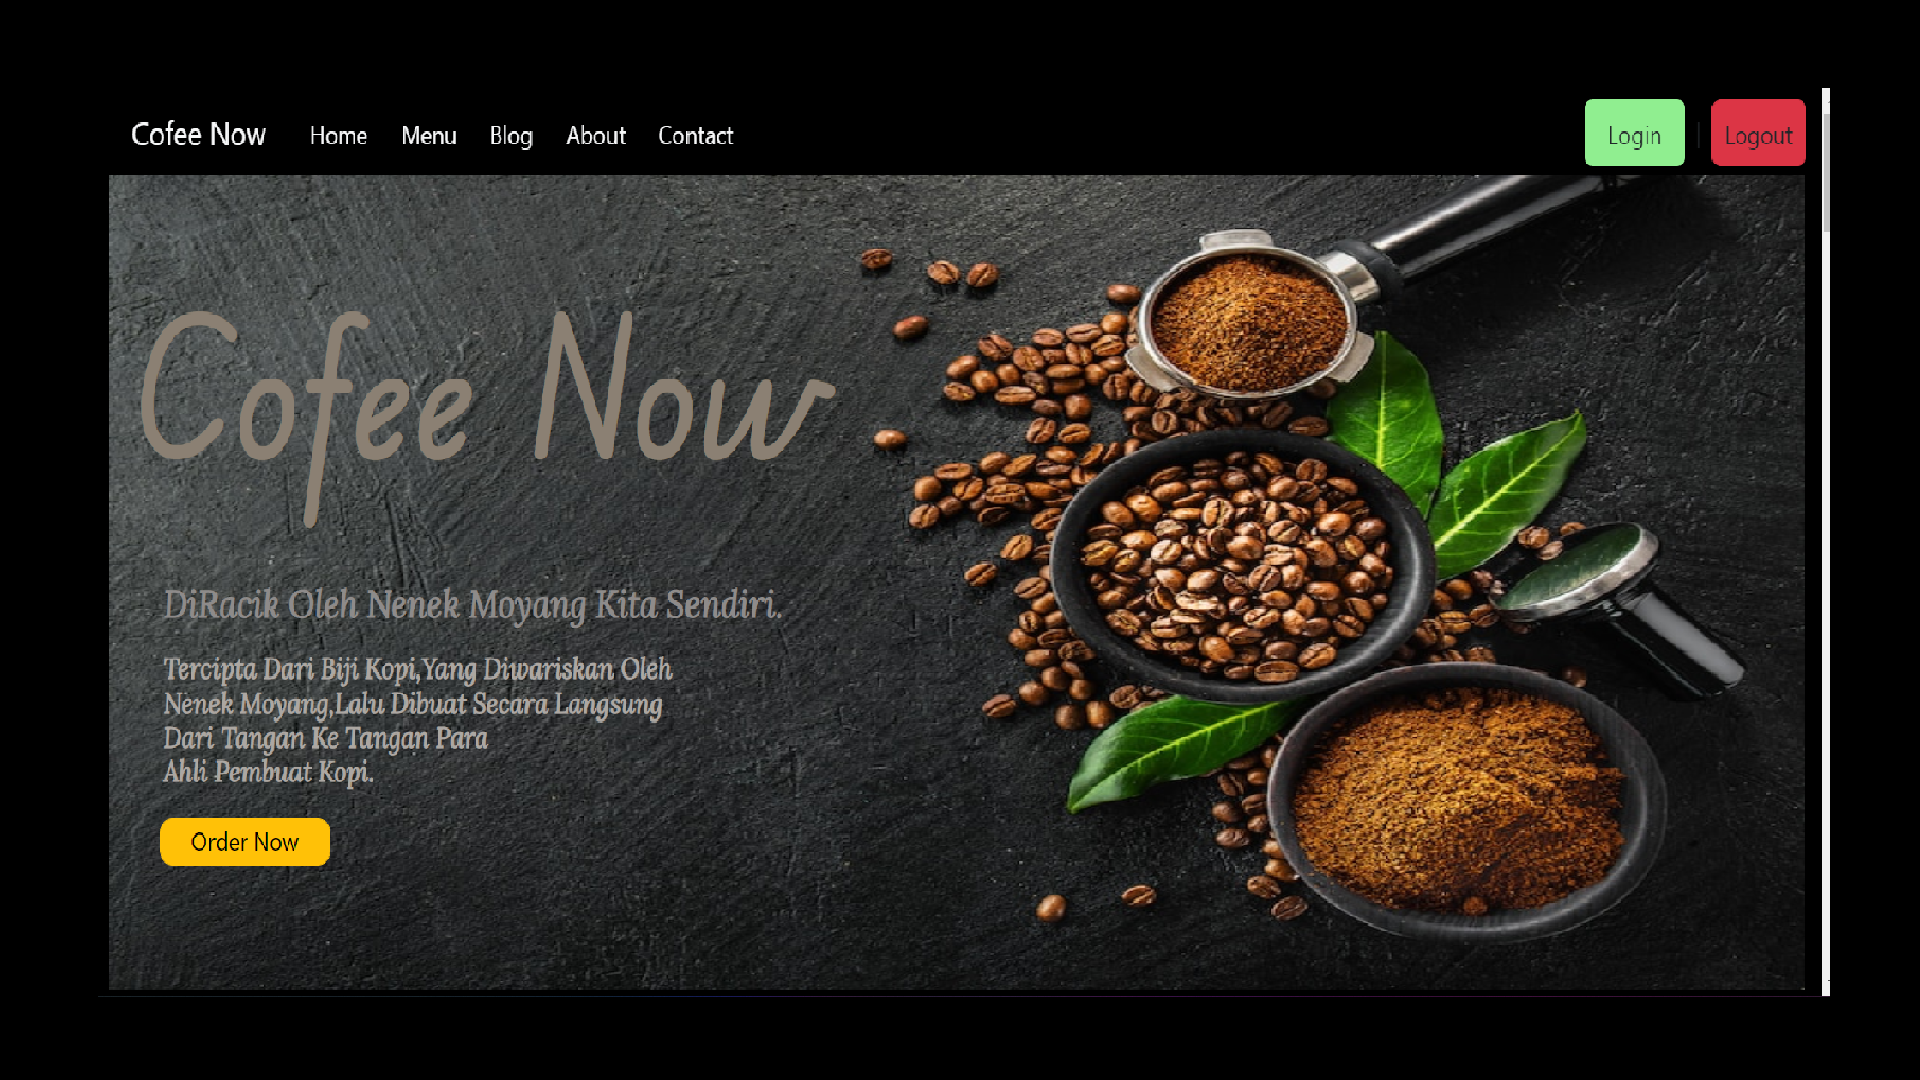 Cofee Now Home Menu Blog About Contact Login | Logout
Cofee Now
DiRacik Oleh Nenek Moyang Kita Sendiri.
Tercipta Dari Biji Kopi,Yang Diwariskan Oleh
Nenek Moyang,Lalu Dibuat Secara Langsung
Dari Tangan Ke Tangan Para
Ahli Pembuat Kopi.
Order Now